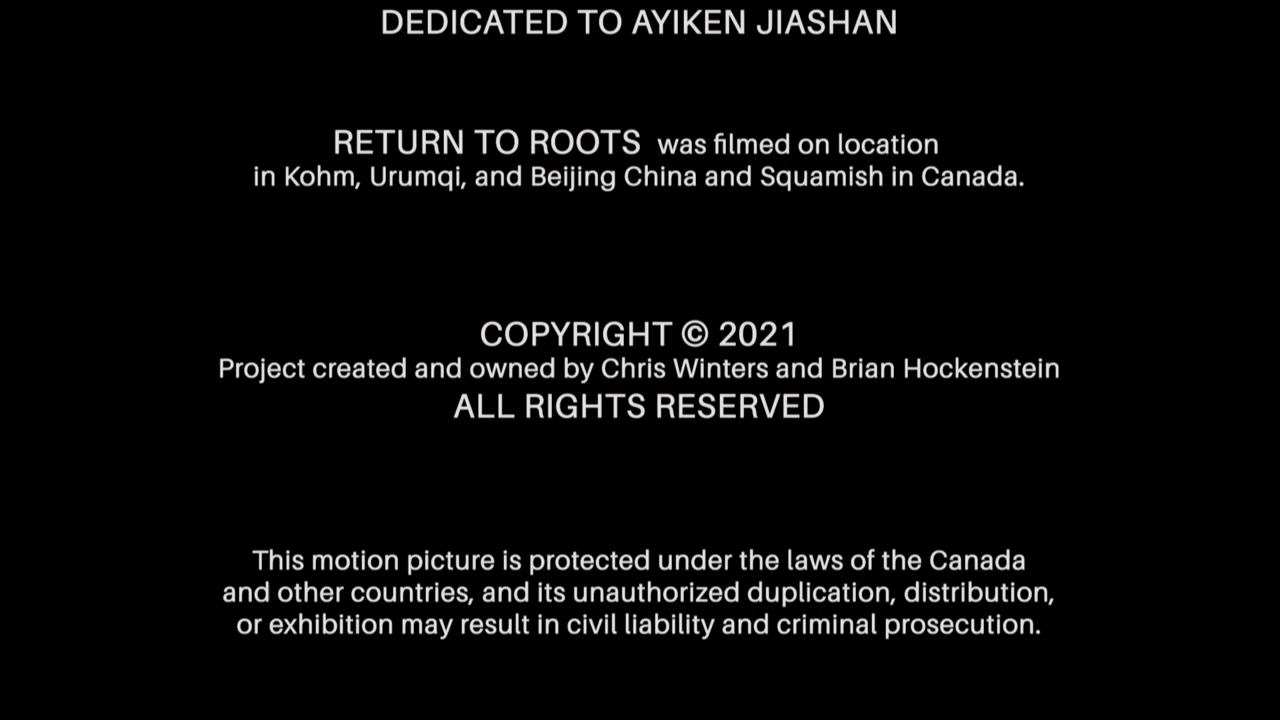 DEDICATED TO AYIKEN JIASHAN
RETURN TO ROOTS was filmed on location
in Kohm, Urumqi, and Beijing China and Squamish in Canada.
COPYRIGHT © 2021
Project created and owned by Chris Winters and Brian Hockenstein
ALL RIGHTS RESERVED
This motion picture is protected under the laws of the Canada
and other countries, and its unauthorized duplication, distribution,
or exhibition may result in civil liability and criminal prosecution.